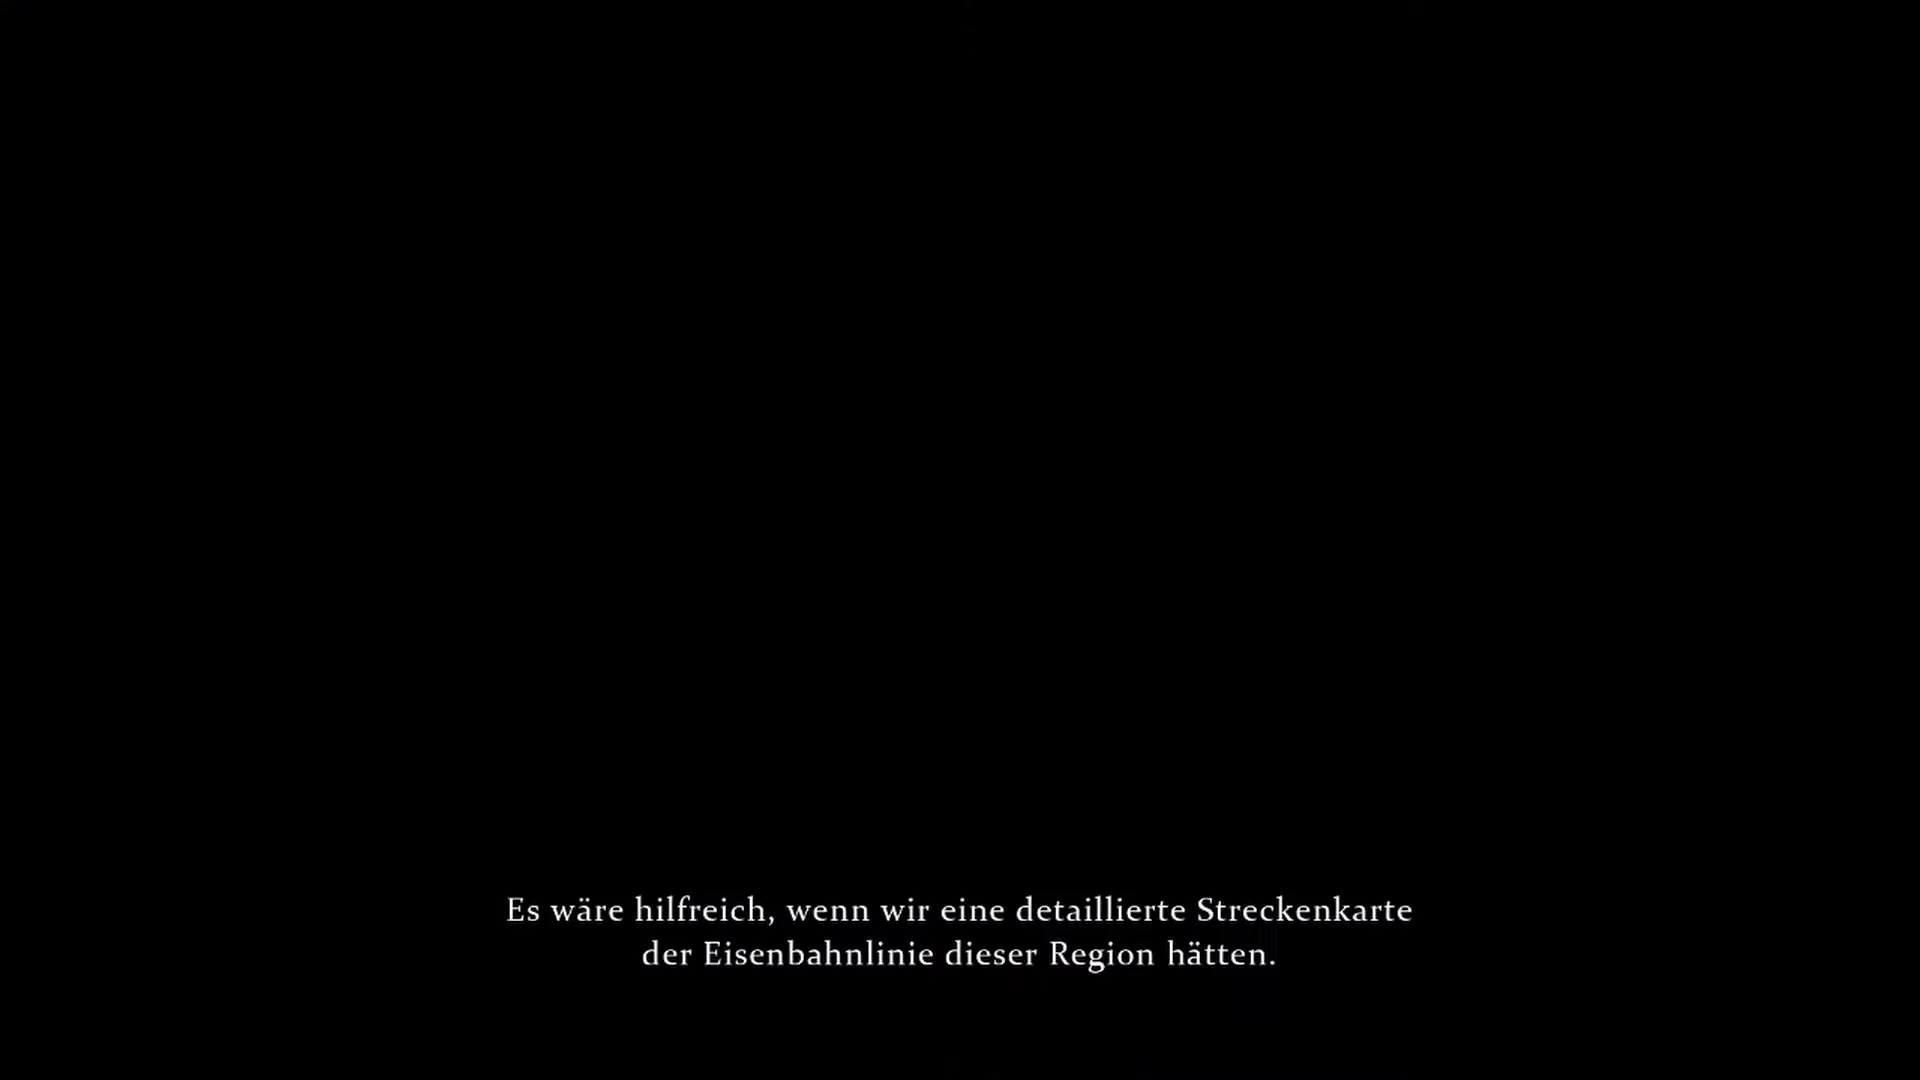 Es wäre hilfreich, wenn wir eine detaillierte Streckenkarte
der Eisenbahnlinie dieser Region hätten.